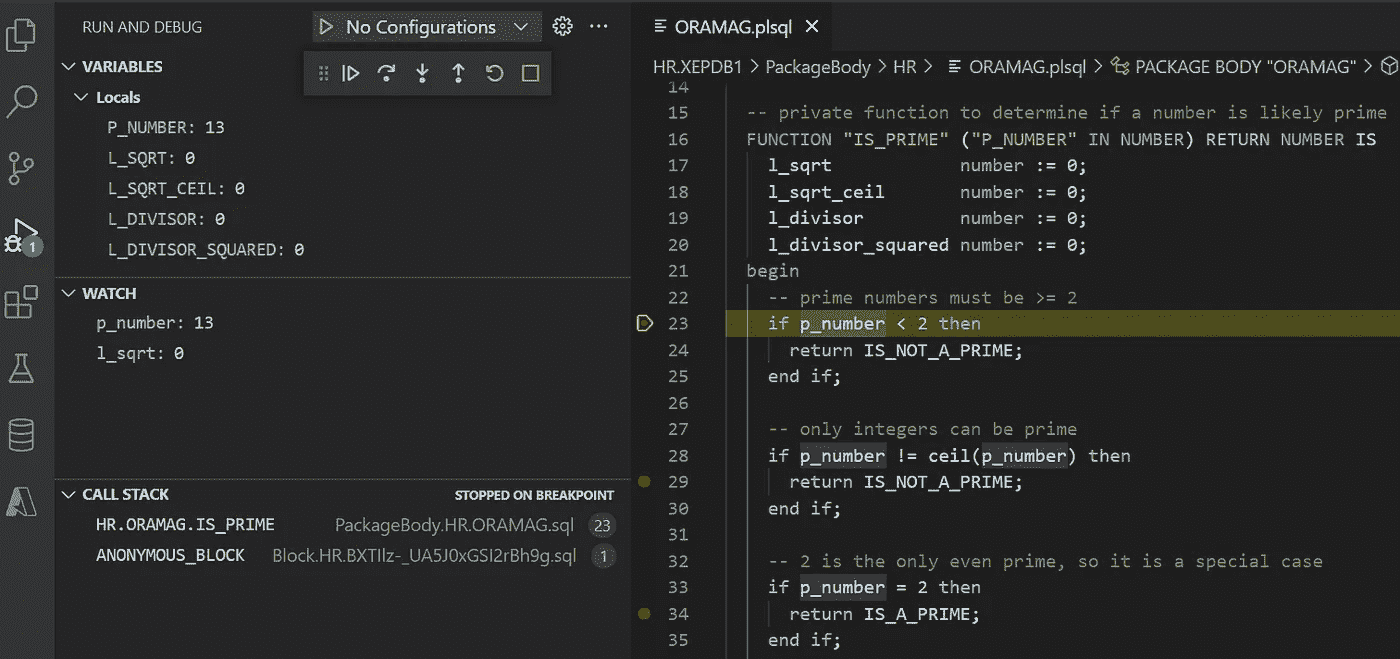 RUN AND DEBUG
No Configurations
VARIABLES
Locals
P_NUMBER: 13
L_SQRT: 0
L_SQRT_CEIL: 0
L_DIVISOR: 0
L_DIVISOR_SQUARED: 0
WATCH
p_number: 13
l_sqrt: 0
CALL STACK STOPPED ON BREAKPOINT
HR.ORAMAG.IS_PRIME PackageBody.HR.ORAMAG.sql 23
ANONYMOUS_BLOCK Block.HR.BXTIlz-_UA5J0xGSI2rBh9g.sql 1
1
ORAMAG.plsql
HR.XEPDB1 > PackageBody > HR > ORAMAG.plsql > PACKAGE BODY "ORAMAG" >
14
15 -- private function to determine if a number is likely prime
16 FUNCTION "IS_PRIME" ("P_NUMBER" IN NUMBER) RETURN NUMBER IS
17 l_sqrt number := 0;
18 l_sqrt_ceil number := 0;
19 l_divisor number := 0;
20 l_divisor_squared number := 0;
21 begin
22 -- prime numbers must be >= 2
23 if p_number < 2 then
24 return IS_NOT_A_PRIME;
25 end if;
26
27 -- only integers can be prime
28 if p_number != ceil(p_number) then
29 return IS_NOT_A_PRIME;
30 end if;
31
32 -- 2 is the only even prime, so it is a special case
33 if p_number = 2 then
34 return IS_A_PRIME;
35 end if;